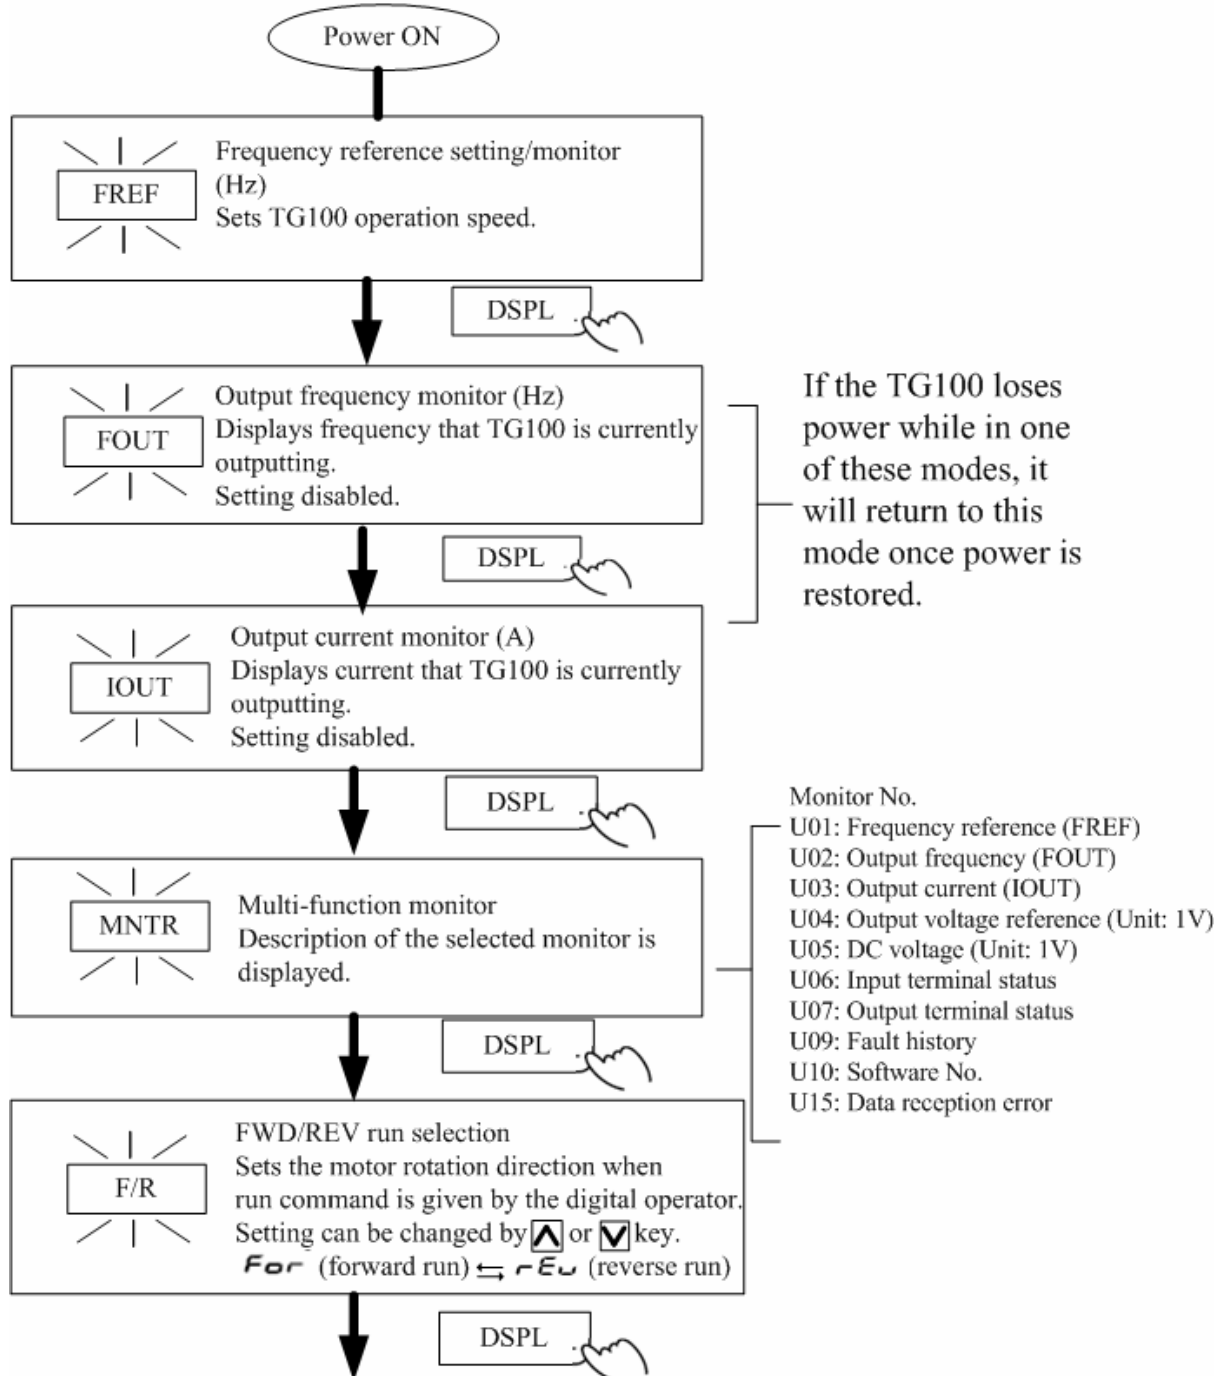 Power ON
FREF
Frequency reference setting/monitor
(Hz)
Sets TG100 operation speed.
DSPL
FOUT
Output frequency monitor (Hz)
Displays frequency that TG100 is currently
outputting.
Setting disabled.
If the TG100 loses
power while in one
of these modes, it
will return to this
mode once power is
restored.
DSPL
IOUT
Output current monitor (A)
Displays current that TG100 is currently
outputting.
Setting disabled.
DSPL
MNTR
Multi-function monitor
Description of the selected monitor is
displayed.
Monitor No.
U01: Frequency reference (FREF)
U02: Output frequency (FOUT)
U03: Output current (IOUT)
U04: Output voltage reference (Unit: 1V)
U05: DC voltage (Unit: 1V)
U06: Input terminal status
U07: Output terminal status
U09: Fault history
U10: Software No.
U15: Data reception error
DSPL
F/R
FWD/REV run selection
Sets the motor rotation direction when
run command is given by the digital operator.
Setting can be changed by ∧ or ∨ key.
For (forward run) ⇆ rEv (reverse run)
DSPL